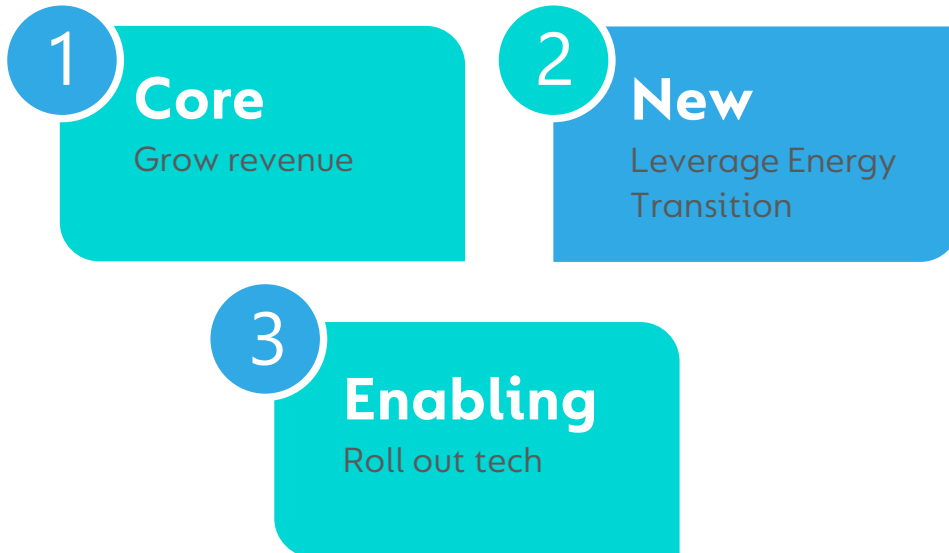 1
Core
Grow revenue
2
New
Leverage Energy
Transition
3
Enabling
Roll out tech